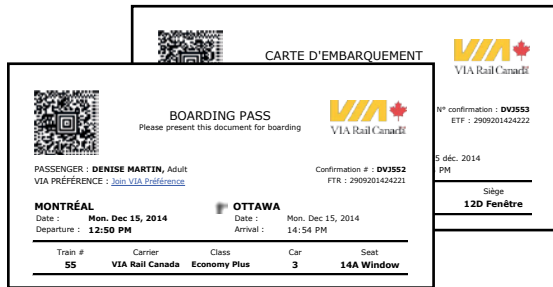 CARTE D'EMBARQUEMENT
VIA Rail Canada
N° confirmation : DVJ553
ETF : 2909201424222
5 déc. 2014
PM
Siège
12D Fenêtre
BOARDING PASS
Please present this document for boarding
VIA Rail Canada
PASSENGER : DENISE MARTIN, Adult
Confirmation # : DVJ552
VIA PRÉFÉRENCE : Join VIA Préférence
FTR : 2909201424221
MONTRÉAL OTTAWA
Date : Mon. Dec 15, 2014 Date : Mon. Dec 15, 2014
Departure : 12:50 PM Arrival : 14:54 PM
Train # Carrier Class Car Seat
55 VIA Rail Canada Economy Plus 3 14A Window